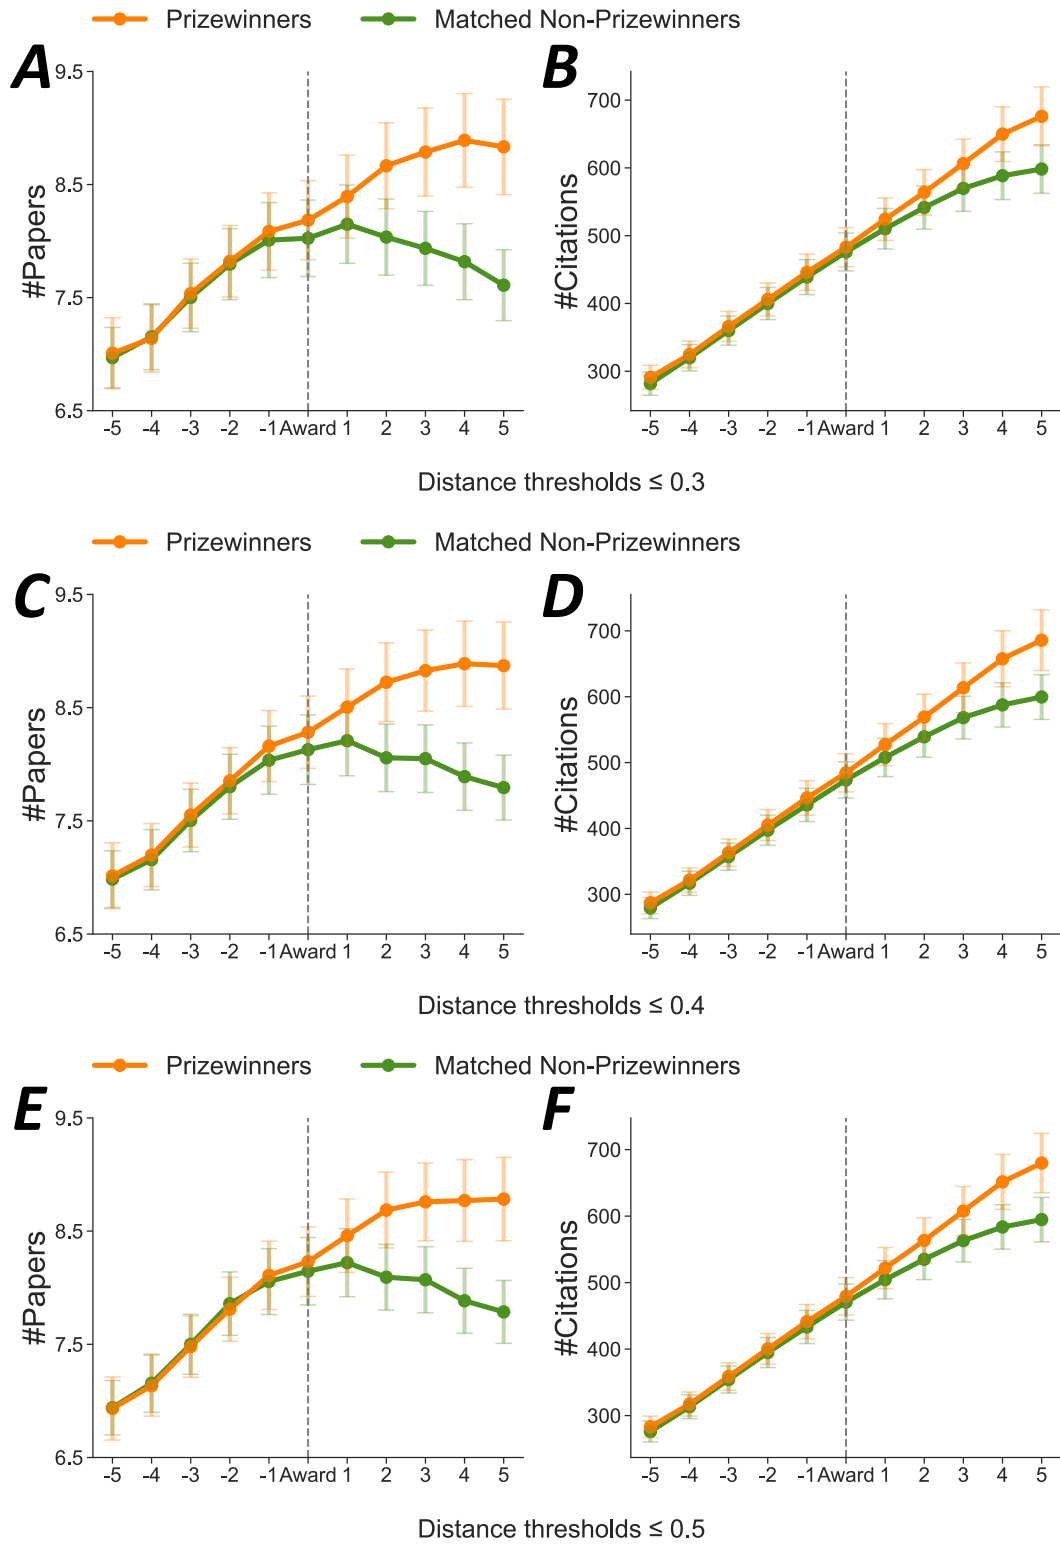 Prizewinners Matched Non-Prizewinners
A
B
#Papers
9.5
8.5
7.5
6.5
-5 -4 -3 -2 -1 Award 1 2 3 4 5
#Citations
700
600
500
400
300
-5 -4 -3 -2 -1 Award 1 2 3 4 5
Distance thresholds ≤ 0.3
Prizewinners Matched Non-Prizewinners
C
D
#Papers
9.5
8.5
7.5
6.5
-5 -4 -3 -2 -1 Award 1 2 3 4 5
#Citations
700
600
500
400
300
-5 -4 -3 -2 -1 Award 1 2 3 4 5
Distance thresholds ≤ 0.4
Prizewinners Matched Non-Prizewinners
E
F
#Papers
9.5
8.5
7.5
6.5
-5 -4 -3 -2 -1 Award 1 2 3 4 5
#Citations
700
600
500
400
300
-5 -4 -3 -2 -1 Award 1 2 3 4 5
Distance thresholds ≤ 0.5